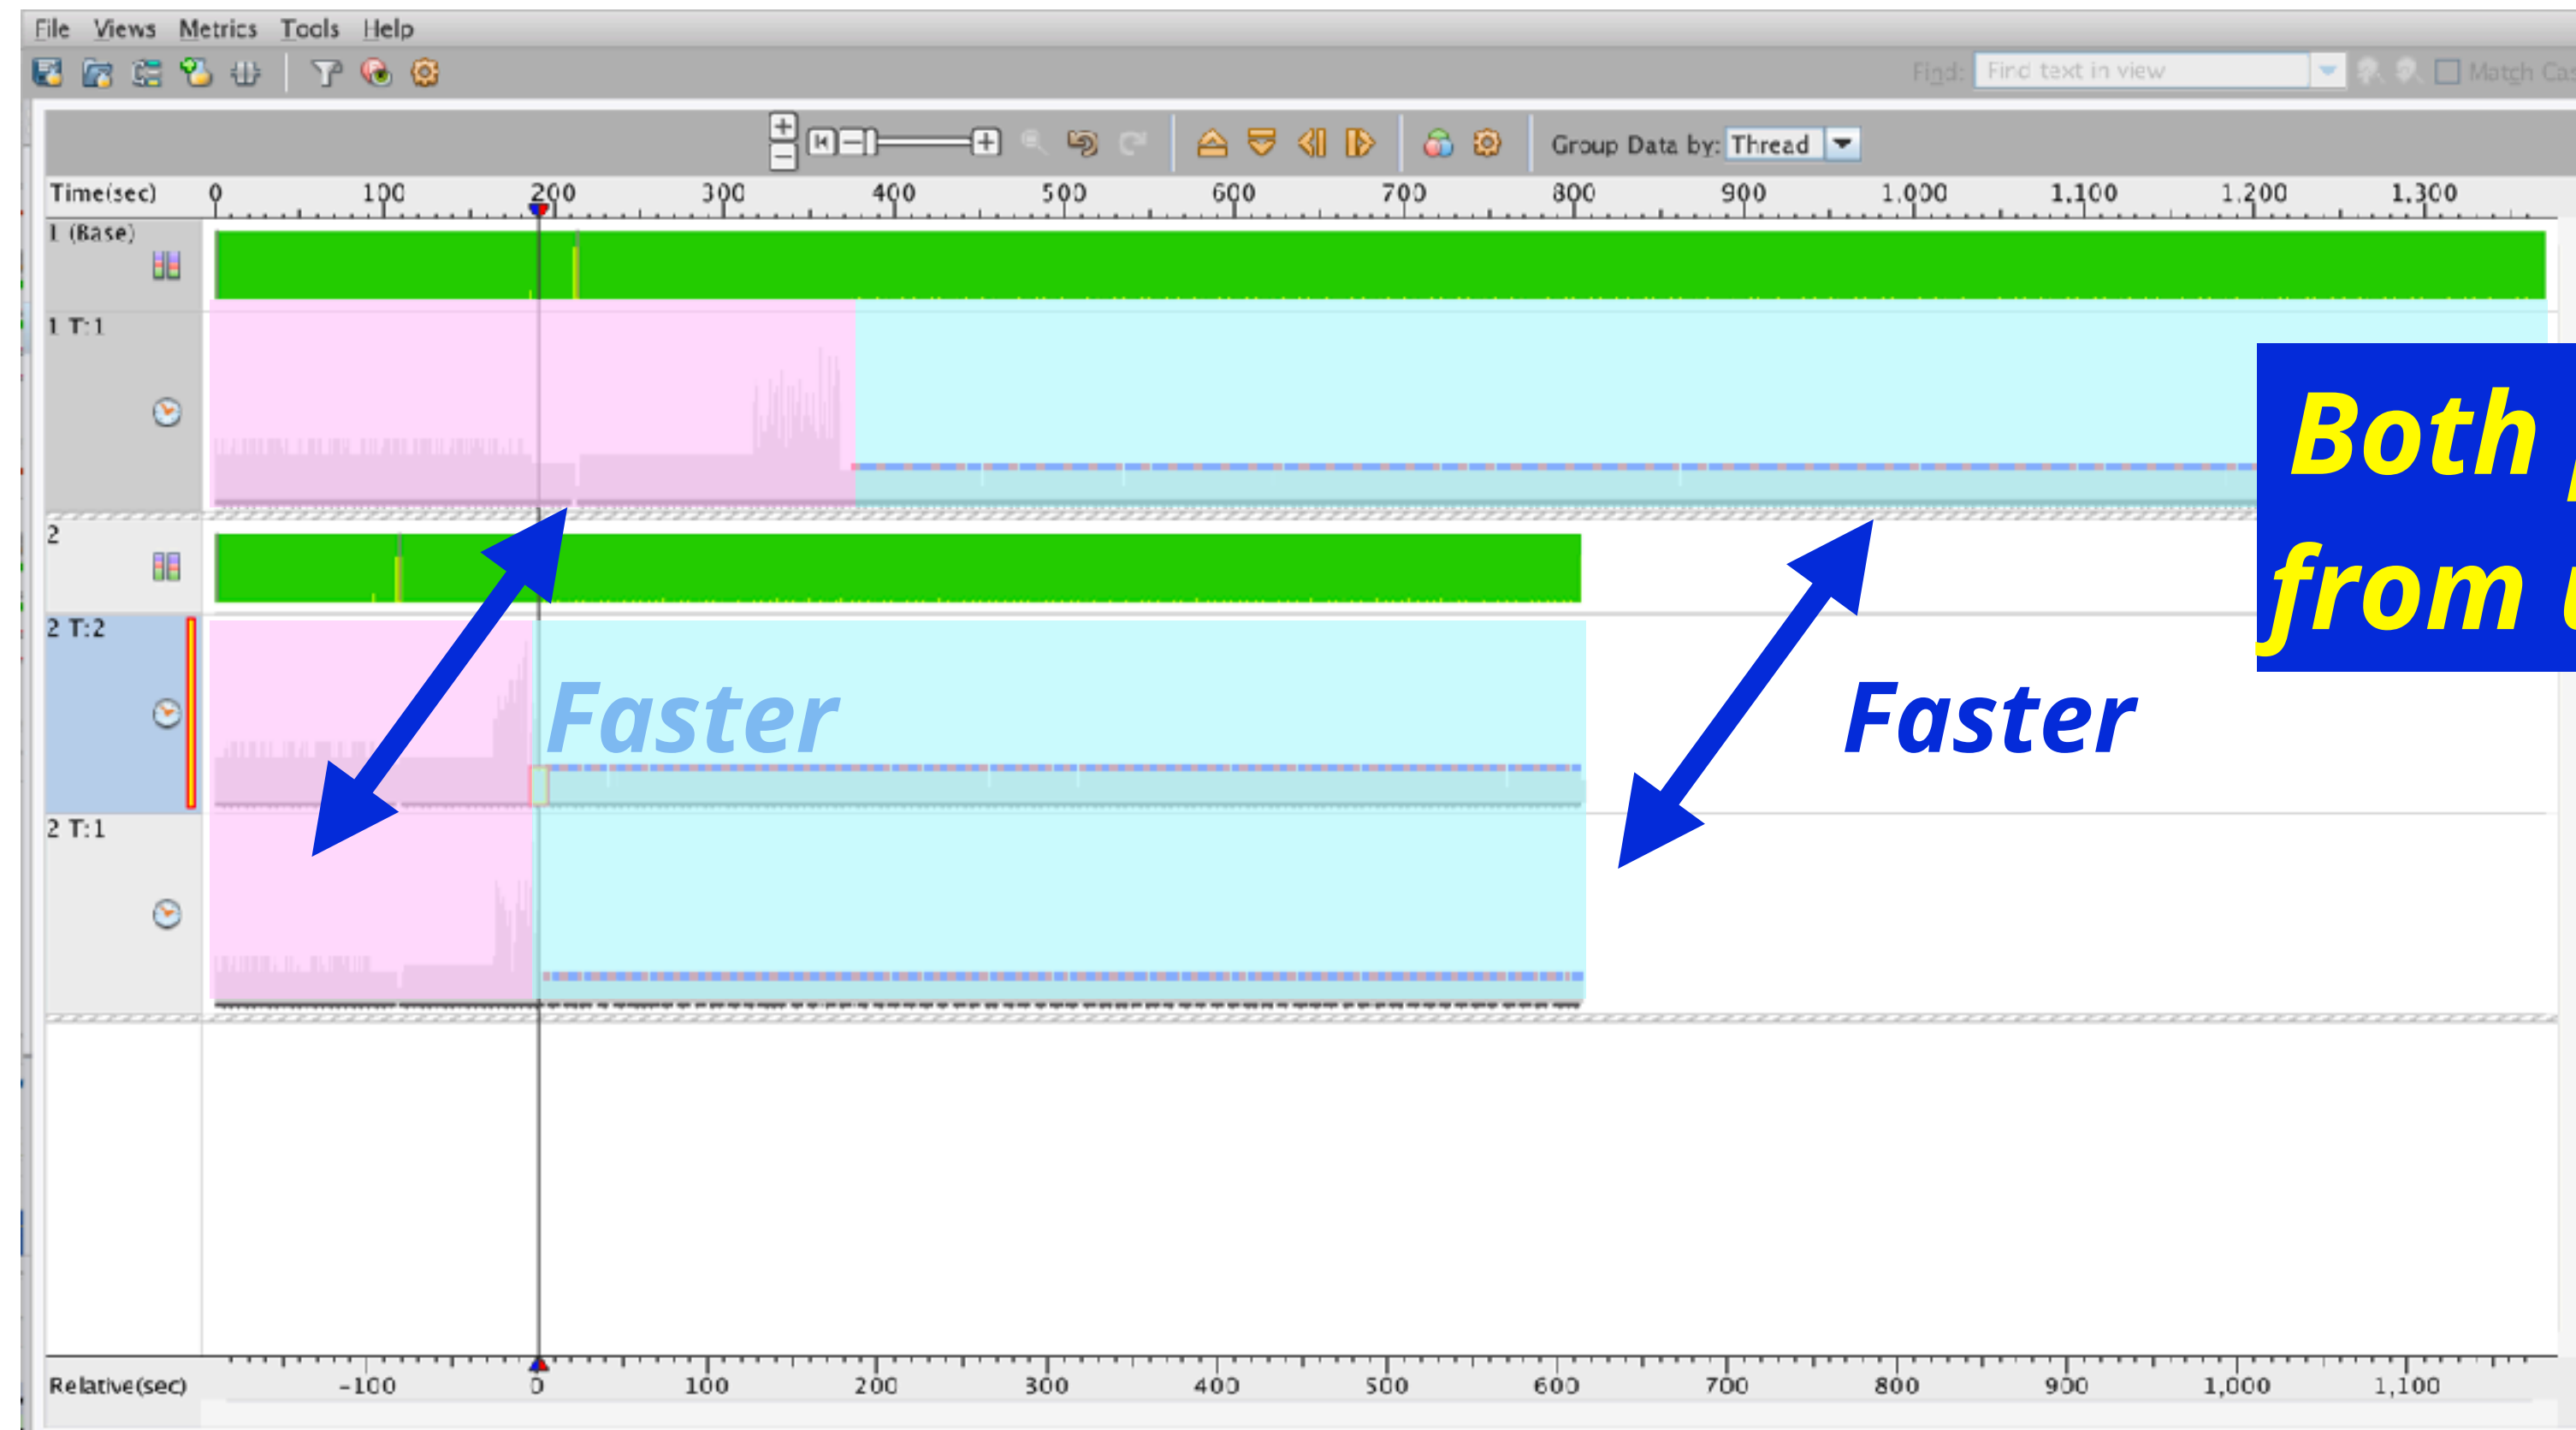 File Views Metrics Tools Help
Find: Find text in view Match Cas
Group Data by: Thread
Time(sec) 0 100 200 300 400 500 600 700 800 900 1,000 1,100 1,200 1,300
1 (Base)
1 T:1
Both
from
2
2 T:2
Faster Faster
2 T:1
Relative(sec) -100 0 100 200 300 400 500 600 700 800 900 1,000 1,100